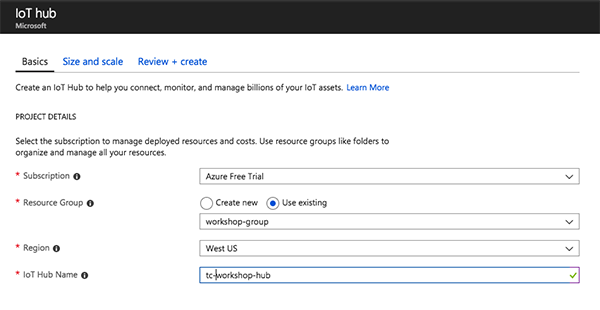 IoT hub
Microsoft
Basics Size and scale Review + create
Create an IoT Hub to help you connect, monitor, and manage billions of your IoT assets. Learn More
PROJECT DETAILS
Select the subscription to manage deployed resources and costs. Use resource groups like folders to
organize and manage all your resources.
* Subscription Azure Free Trial
* Resource Group Create new Use existing
workshop-group
* Region West US
* IoT Hub Name tc-workshop-hub